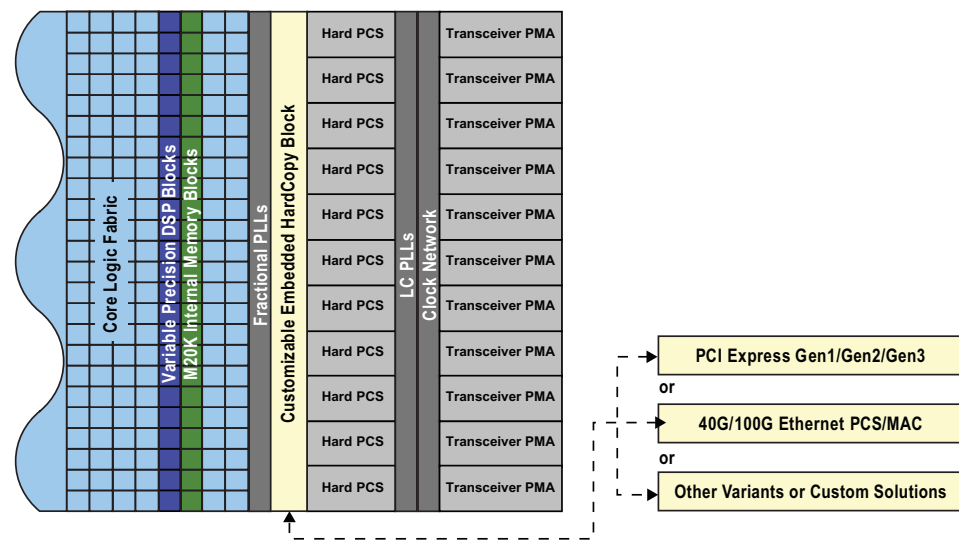 Core Logic Fabric
Variable Precision DSP Blocks
M20K Internal Memory Blocks
Fractional PLLs
Customizable Embedded HardCopy Block
Hard PCS
Hard PCS
Hard PCS
Hard PCS
Hard PCS
Hard PCS
Hard PCS
Hard PCS
Hard PCS
Hard PCS
Hard PCS
LC PLLs
Clock Network
Transceiver PMA
Transceiver PMA
Transceiver PMA
Transceiver PMA
Transceiver PMA
Transceiver PMA
Transceiver PMA
Transceiver PMA
Transceiver PMA
Transceiver PMA
Transceiver PMA
PCI Express Gen1/Gen2/Gen3
or
40G/100G Ethernet PCS/MAC
or
Other Variants or Custom Solutions